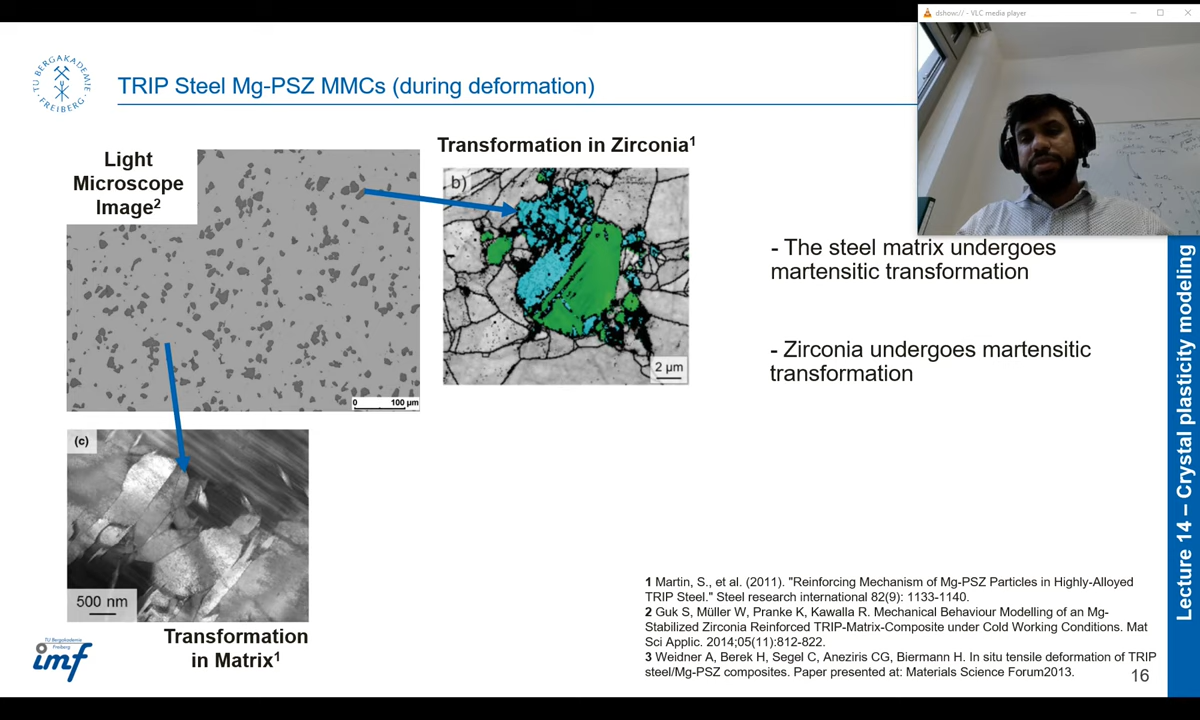 dshow:// - VLC media player
TU BERGAKADEMIE
FREIBERG
TRIP Steel Mg-PSZ MMCs (during deformation)
Light
Microscope
Image2
0 100 µm
Transformation in Zirconia1
b)
2 µm
- The steel matrix undergoes
martensitic transformation
- Zirconia undergoes martensitic
transformation
(c)
500 nm
Transformation
in Matrix1
1 Martin, S., et al. (2011). "Reinforcing Mechanism of Mg-PSZ Particles in Highly-Alloyed
TRIP Steel." Steel research international 82(9): 1133-1140.
2 Guk S, Müller W, Pranke K, Kawalla R. Mechanical Behaviour Modelling of an Mg-
Stabilized Zirconia Reinforced TRIP-Matrix-Composite under Cold Working Conditions. Mat
Sci Applic. 2014;05(11):812-822.
3 Weidner A, Berek H, Segel C, Aneziris CG, Biermann H. In situ tensile deformation of TRIP
steel/Mg-PSZ composites. Paper presented at: Materials Science Forum2013.
16
TU Bergakademie
Freiberg
imf
Lecture 14 – Crystal plasticity modeling